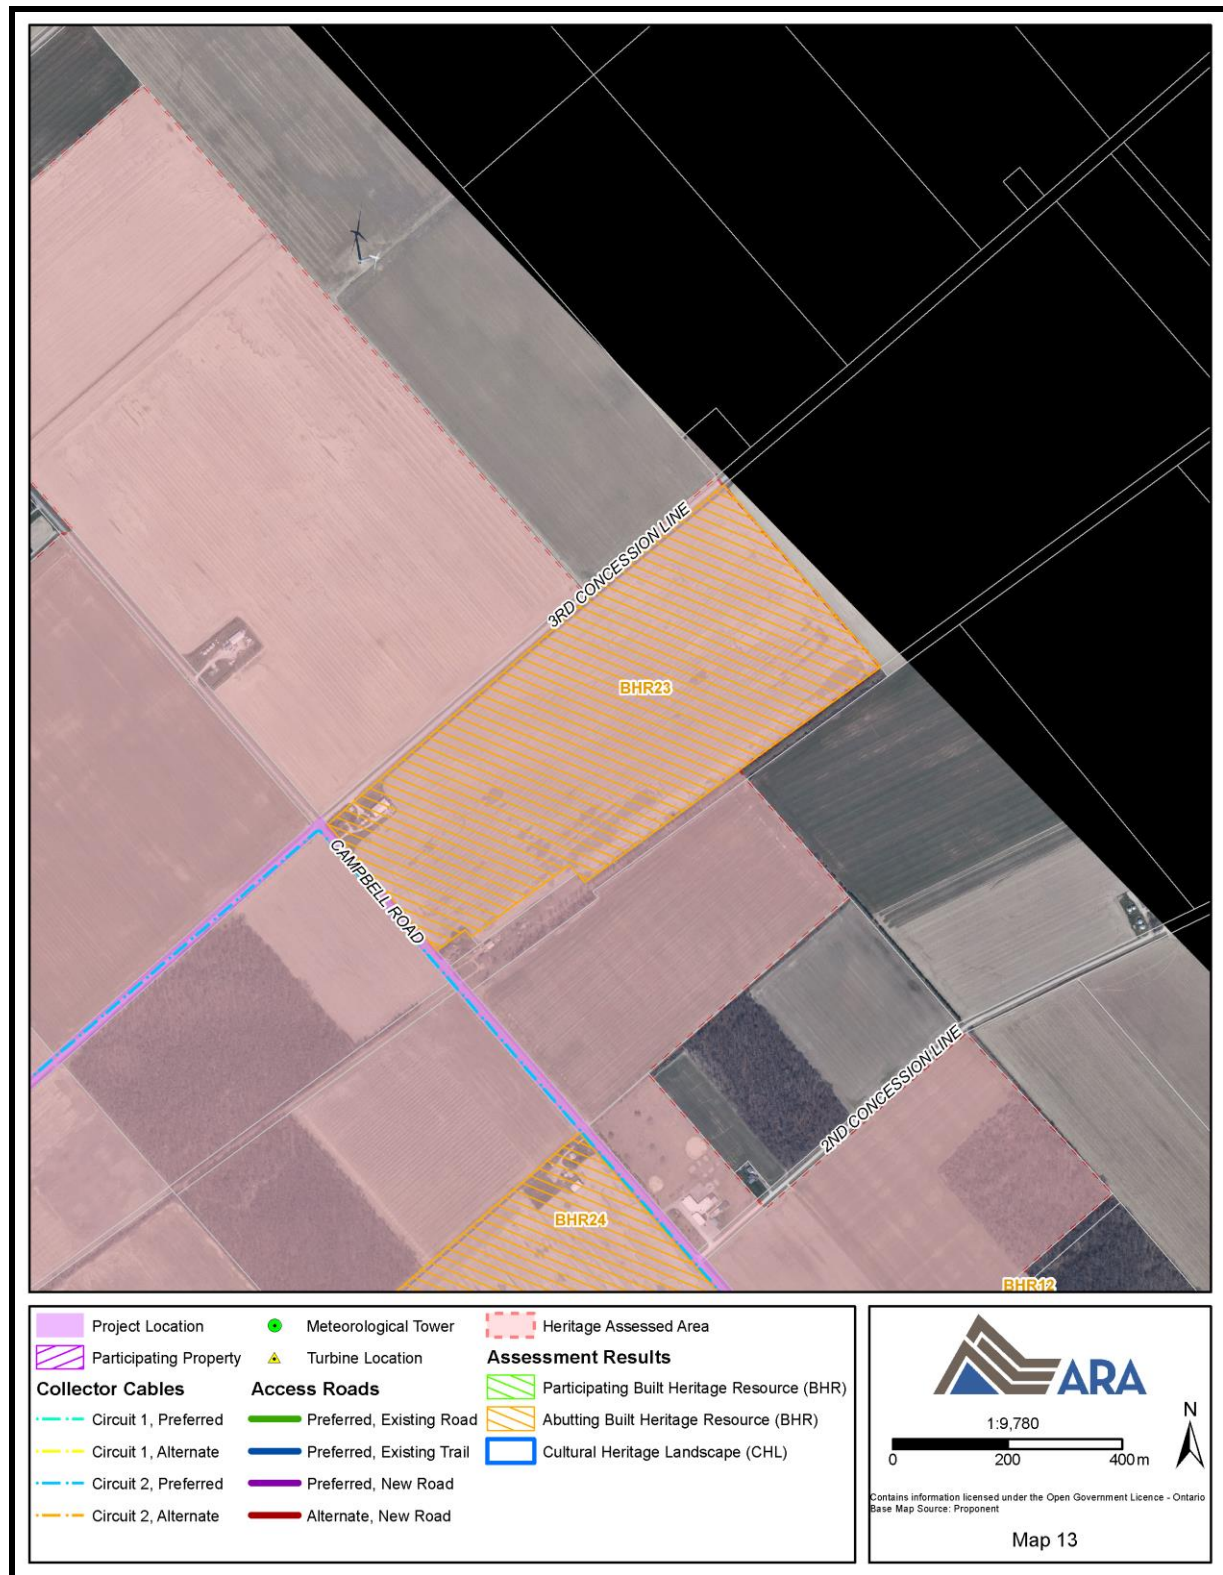 3RD CONCESSION LINE
BHR23
CAMPBELL ROAD
2ND CONCESSION LINE
BHR24
BHR12
Project Location
Participating Property
Collector Cables
Circuit 1, Preferred
Circuit 1, Alternate
Circuit 2, Preferred
Circuit 2, Alternate
Meteorological Tower
Turbine Location
Access Roads
Preferred, Existing Road
Preferred, Existing Trail
Preferred, New Road
Alternate, New Road
Heritage Assessed Area
Assessment Results
Participating Built Heritage Resource (BHR)
Abutting Built Heritage Resource (BHR)
Cultural Heritage Landscape (CHL)
ARA
1:9,780
0 200 400 m
N
Contains information licensed under the Open Government Licence - Ontario
Base Map Source: Proponent
Map 13